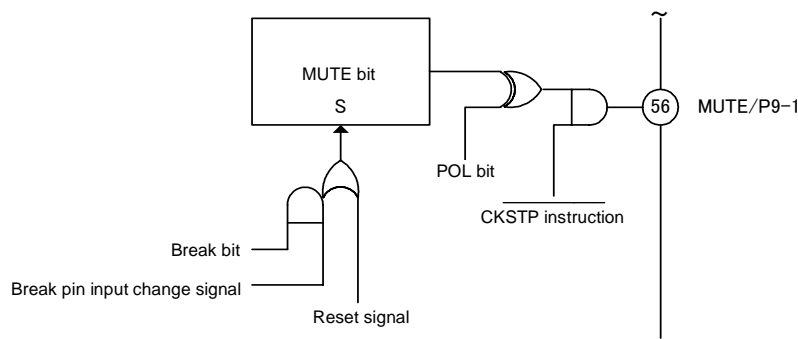 MUTE bit
S
56
MUTE/P9-1
POL bit
CKSTP instruction
Break bit
Break pin input change signal
Reset signal